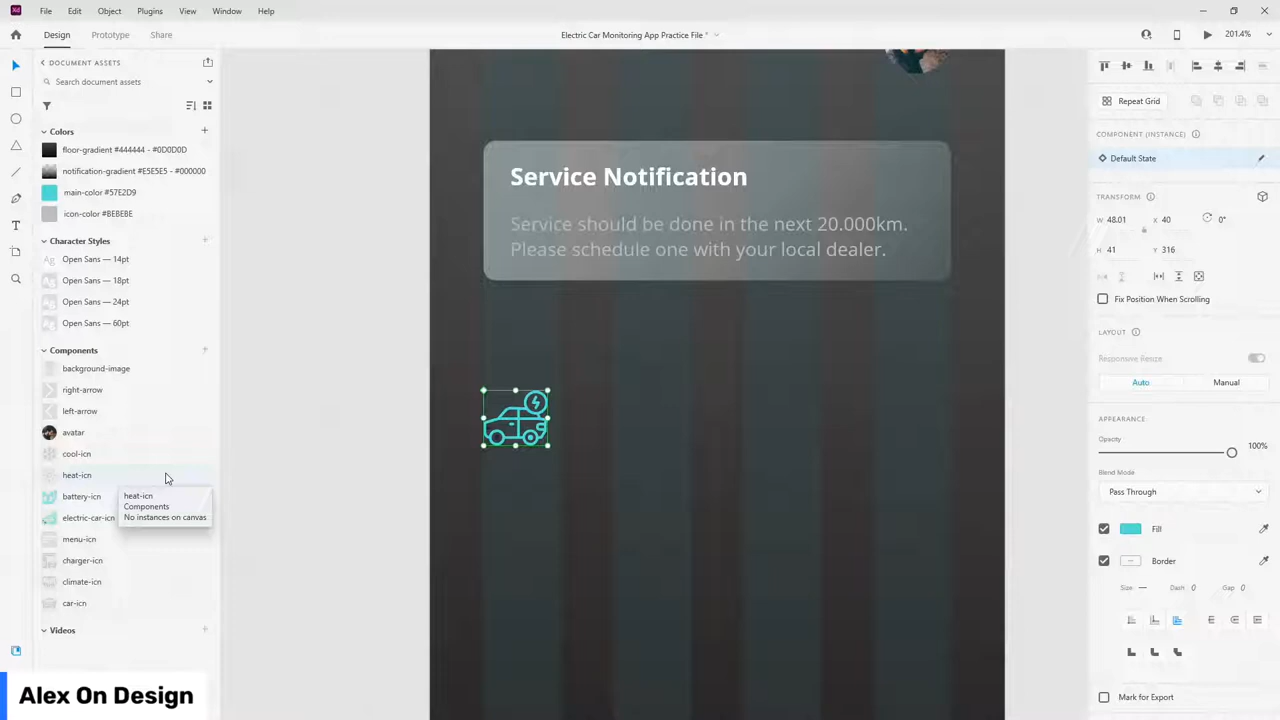 Xd File Edit Object Plugins View Window Help
Design Prototype Share
Electric Car Monitoring App Practice File *
201.4%
DOCUMENT ASSETS
Search document assets
Colors
floor-gradient #444444 - #0D0D0D
notification-gradient #E5E5E5 - #000000
main-color #57E2D9
icon-color #BEBEBE
Character Styles
Ag Open Sans — 14pt
Ag Open Sans — 18pt
Ag Open Sans — 24pt
Ag Open Sans — 60pt
Components
background-image
right-arrow
left-arrow
avatar
cool-icn
heat-icn
battery-icn
electric-car-icn
menu-icn
charger-icn
climate-icn
car-icn
Videos
heat-icn
Components
No instances on canvas
Alex On Design
Service Notification
Service should be done in the next 20.000km.
Please schedule one with your local dealer.
Repeat Grid
COMPONENT (INSTANCE)
Default State
TRANSFORM
W 48.01 X 40 0°
H 41 Y 316
Fix Position When Scrolling
LAYOUT
Responsive Resize
Auto Manual
APPEARANCE
Opacity
100%
Blend Mode
Pass Through
Fill
Border
Size — Dash 0 Gap 0
Mark for Export